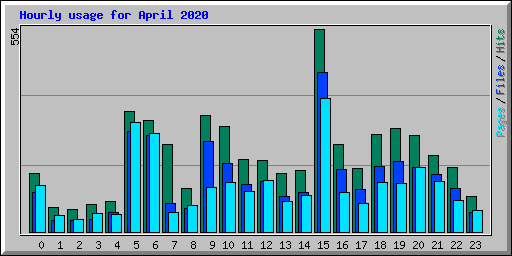 Hourly usage for April 2020
554
Pages/Files/Hits
0 1 2 3 4 5 6 7 8 9 10 11 12 13 14 15 16 17 18 19 20 21 22 23